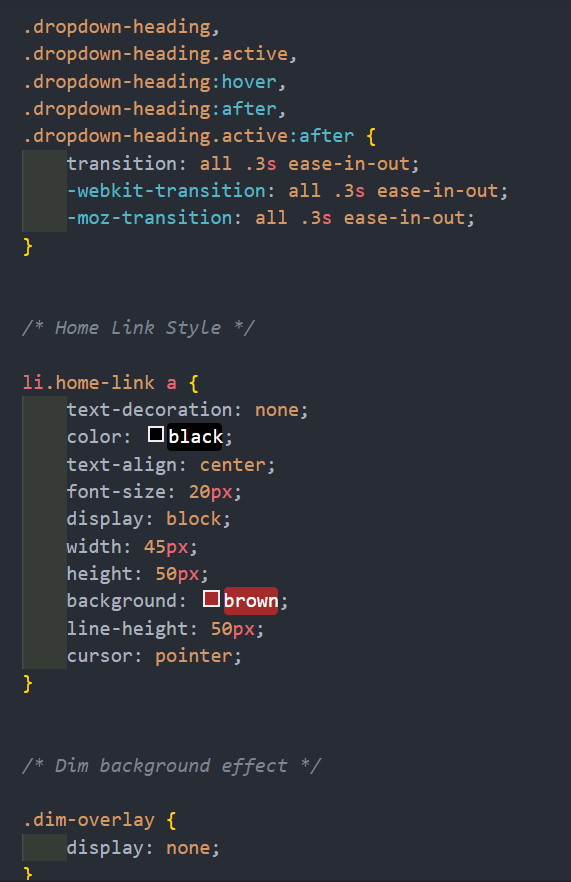 .dropdown-heading,
.dropdown-heading.active,
.dropdown-heading:hover,
.dropdown-heading:after,
.dropdown-heading.active:after {
    transition: all .3s ease-in-out;
    -webkit-transition: all .3s ease-in-out;
    -moz-transition: all .3s ease-in-out;
}
/* Home Link Style */
li.home-link a {
    text-decoration: none;
    color: black;
    text-align: center;
    font-size: 20px;
    display: block;
    width: 45px;
    height: 50px;
    background: brown;
    line-height: 50px;
    cursor: pointer;
}
/* Dim background effect */
.dim-overlay {
    display: none;
}